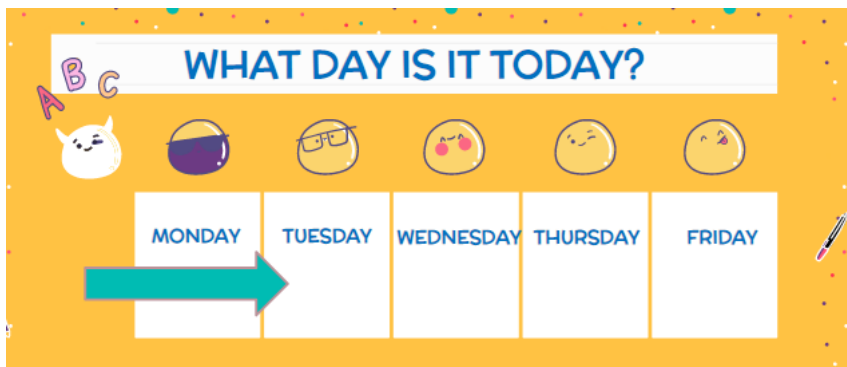 WHAT DAY IS IT TODAY?
A B C
MONDAY TUESDAY WEDNESDAY THURSDAY FRIDAY